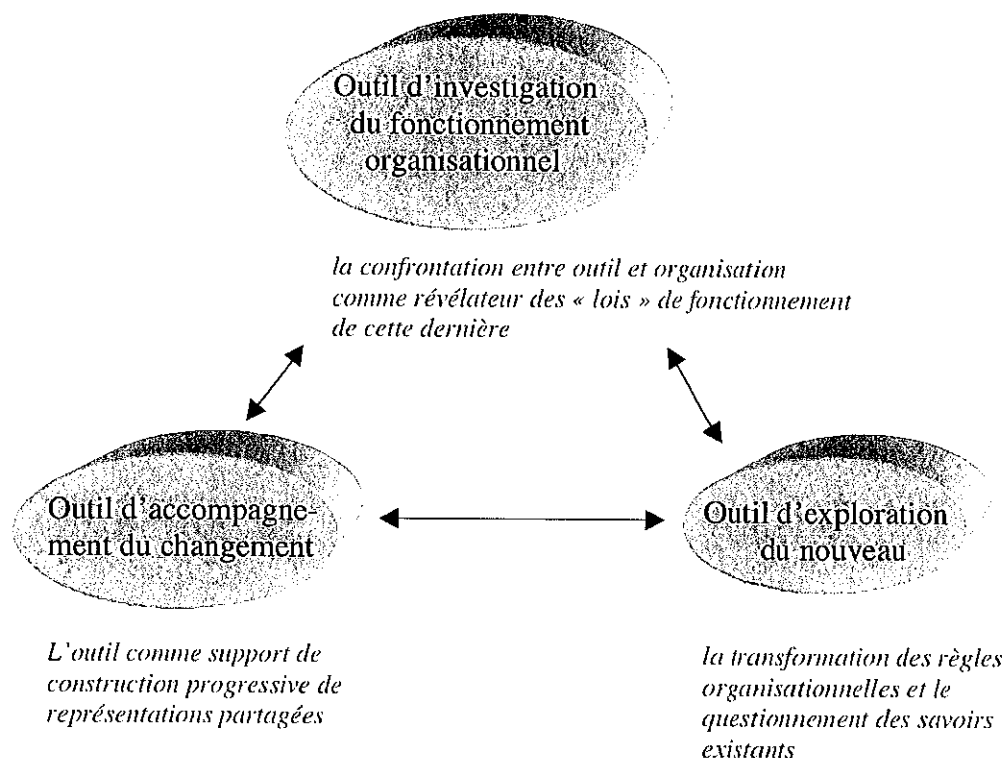 Outil d'investigation
du fonctionnement
organisationnel
la confrontation entre outil et organisation
comme révélateur des « lois » de fonctionnement
de cette dernière
Outil d'accompagne-
ment du changement
Outil d'exploration
du nouveau
L'outil comme support de
construction progressive de
représentations partagées
la transformation des règles
organisationnelles et le
questionnement des savoirs
existants